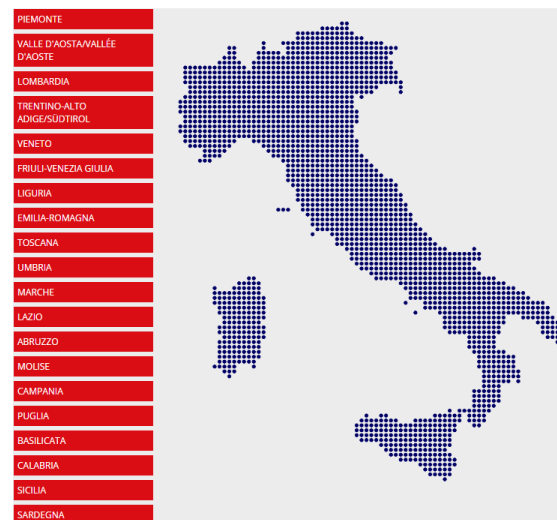 PIEMONTE
VALLE D'AOSTA/VALLÉE
D'AOSTE
LOMBARDIA
TRENTINO-ALTO
ADIGE/SÜDTIROL
VENETO
FRIULI-VENEZIA GIULIA
LIGURIA
EMILIA-ROMAGNA
TOSCANA
UMBRIA
MARCHE
LAZIO
ABRUZZO
MOLISE
CAMPANIA
PUGLIA
BASILICATA
CALABRIA
SICILIA
SARDEGNA